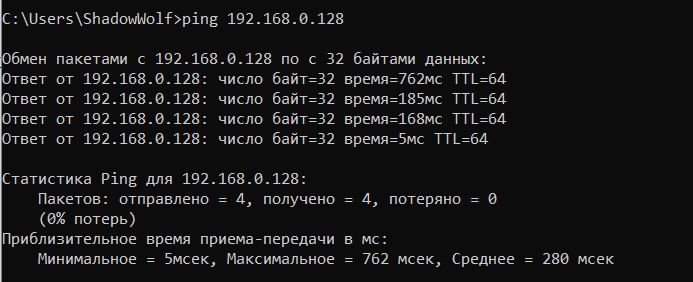 C:\Users\ShadowWolf>ping 192.168.0.128
Обмен пакетами с 192.168.0.128 по с 32 байтами данных:
Ответ от 192.168.0.128: число байт=32 время=762мс TTL=64
Ответ от 192.168.0.128: число байт=32 время=185мс TTL=64
Ответ от 192.168.0.128: число байт=32 время=168мс TTL=64
Ответ от 192.168.0.128: число байт=32 время=5мс TTL=64
Статистика Ping для 192.168.0.128:
Пакетов: отправлено = 4, получено = 4, потеряно = 0
(0% потерь)
Приблизительное время приема-передачи в мс:
Минимальное = 5мсек, Максимальное = 762 мсек, Среднее = 280 мсек